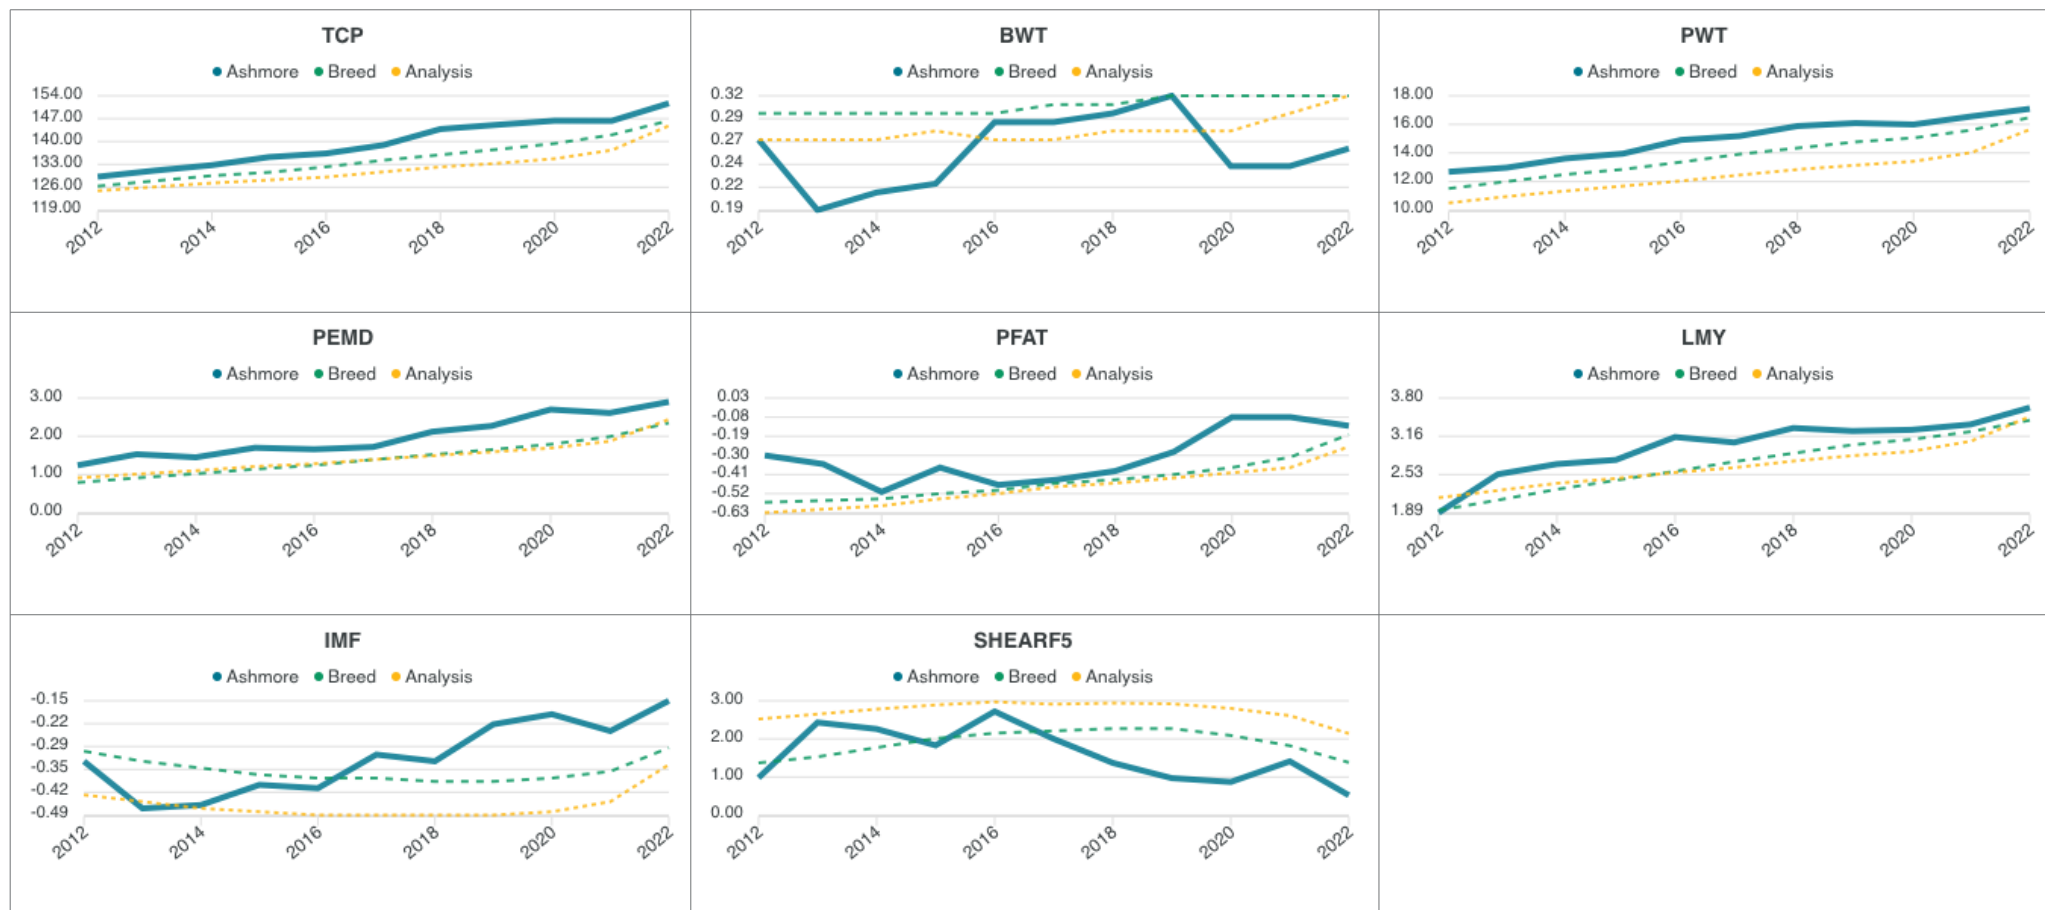 TCP
Ashmore Breed Analysis
154.00
147.00
140.00
133.00
126.00
119.00
2012 2014 2016 2018 2020 2022
BWT
Ashmore Breed Analysis
0.32
0.29
0.27
0.24
0.22
0.19
2012 2014 2016 2018 2020 2022
PWT
Ashmore Breed Analysis
18.00
16.00
14.00
12.00
10.00
2012 2014 2016 2018 2020 2022
PEMD
Ashmore Breed Analysis
3.00
2.00
1.00
0.00
2012 2014 2016 2018 2020 2022
PFAT
Ashmore Breed Analysis
0.03
-0.08
-0.19
-0.30
-0.41
-0.52
-0.63
2012 2014 2016 2018 2020 2022
LMY
Ashmore Breed Analysis
3.80
3.16
2.53
1.89
2012 2014 2016 2018 2020 2022
IMF
Ashmore Breed Analysis
-0.15
-0.22
-0.29
-0.35
-0.42
-0.49
2012 2014 2016 2018 2020 2022
SHEARF5
Ashmore Breed Analysis
3.00
2.00
1.00
0.00
2012 2014 2016 2018 2020 2022